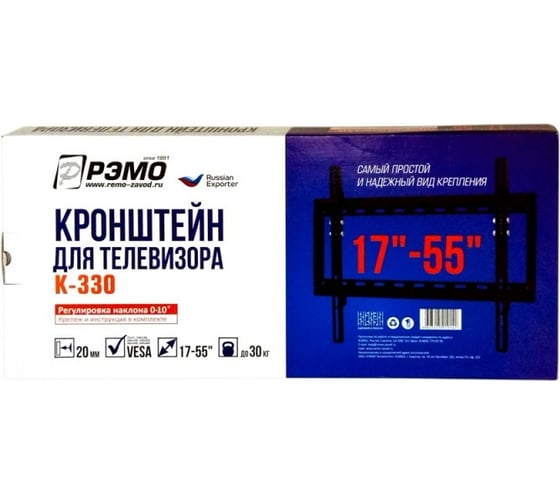 КРОНШТЕЙН ДЛЯ ТЕЛЕВИЗОРА
since 1991
РЭМО
www.remo-zavod.ru
Russian
Exporter
КРОНШТЕЙН
ДЛЯ ТЕЛЕВИЗОРА
К-330
Регулировка наклона 0-10°
Крепеж и инструкция в комплекте
20 мм
VESA
17-55"
до 30 кг
САМЫЙ ПРОСТОЙ
И НАДЕЖНЫЙ ВИД КРЕПЛЕНИЯ
17"-55"